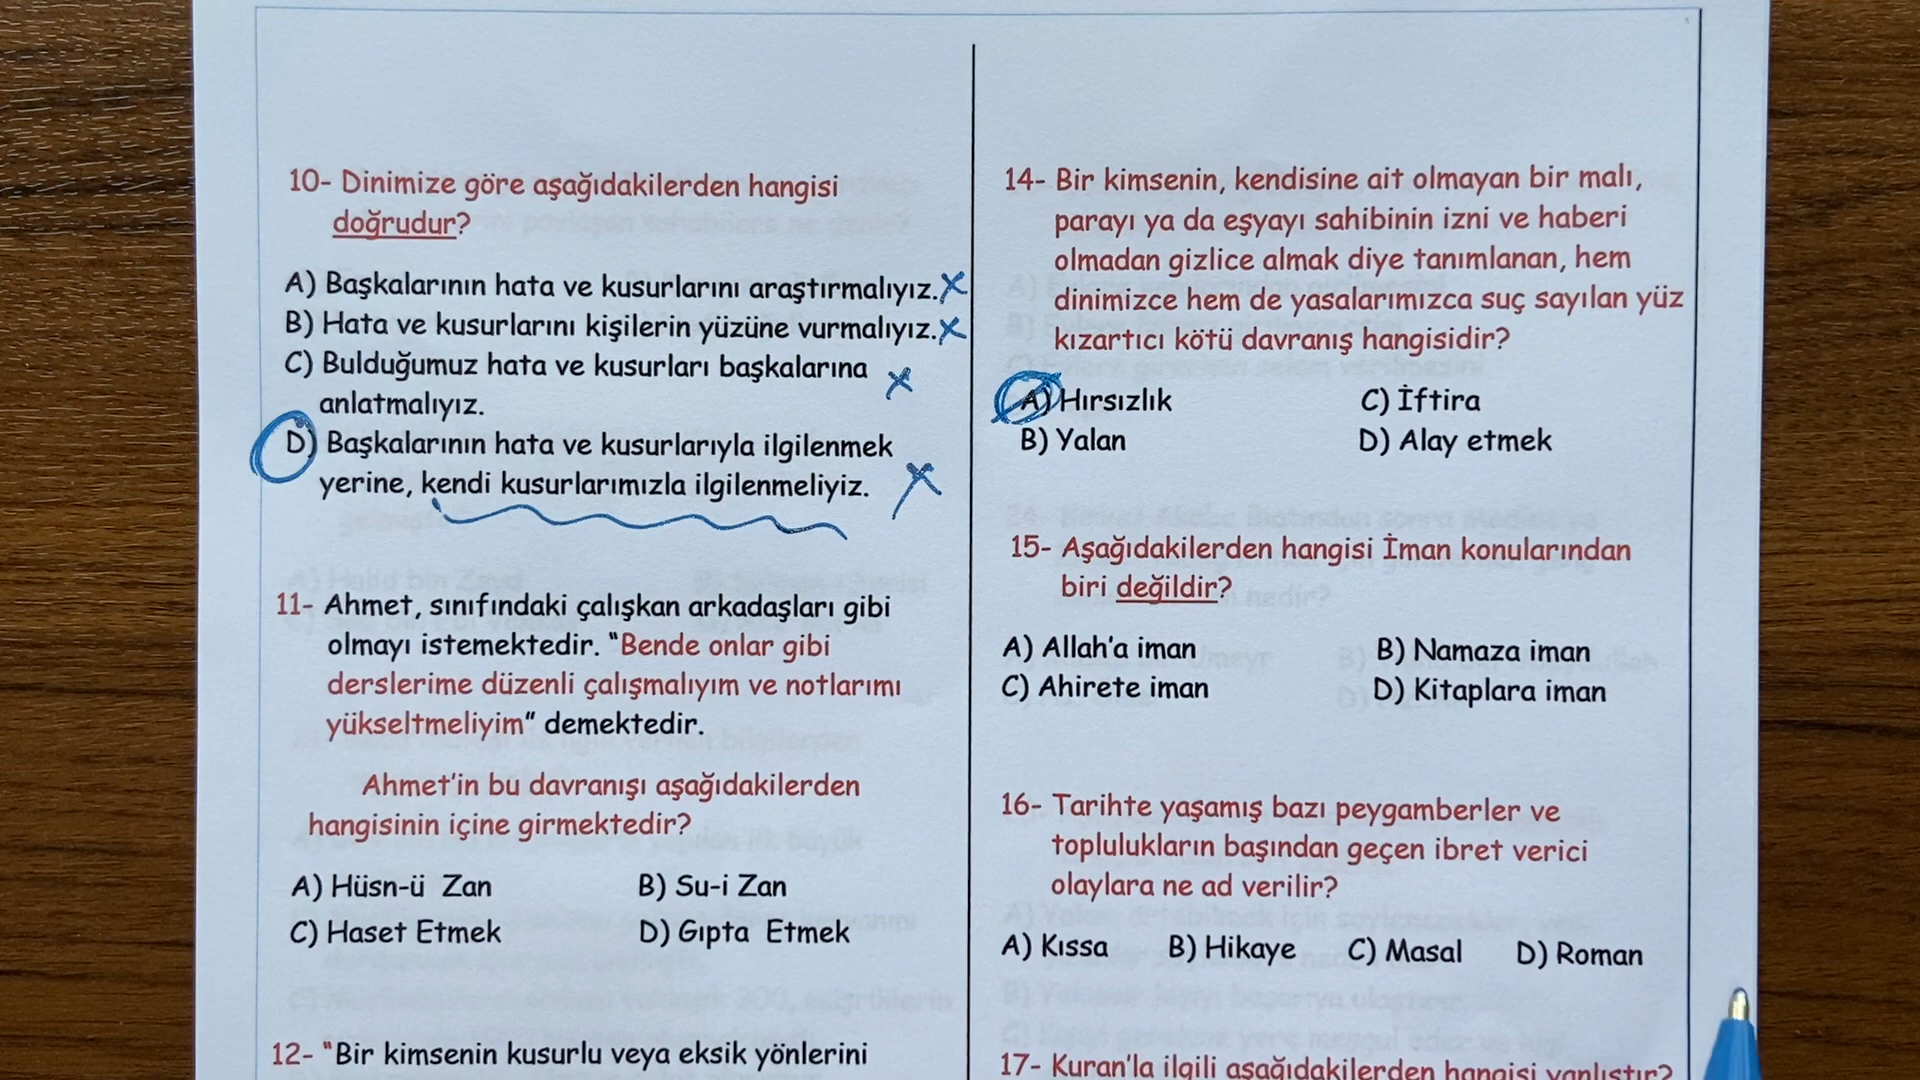 10- Dinimize göre aşağıdakilerden hangisi
doğrudur?
A) Başkalarının hata ve kusurlarını araştırmalıyız.
B) Hata ve kusurlarını kişilerin yüzüne vurmalıyız.
C) Bulduğumuz hata ve kusurları başkalarına
anlatmalıyız.
D) Başkalarının hata ve kusurlarıyla ilgilenmek
yerine, kendi kusurlarımızla ilgilenmeliyiz.
11- Ahmet, sınıfındaki çalışkan arkadaşları gibi
olmayı istemektedir. "Bende onlar gibi
derslerime düzenli çalışmalıyım ve notlarımı
yükseltmeliyim" demektedir.
Ahmet'in bu davranışı aşağıdakilerden
hangisinin içine girmektedir?
A) Hüsn-ü Zan B) Su-i Zan
C) Haset Etmek D) Gıpta Etmek
12- "Bir kimsenin kusurlu veya eksik yönlerini
14- Bir kimsenin, kendisine ait olmayan bir malı,
parayı ya da eşyayı sahibinin izni ve haberi
olmadan gizlice almak diye tanımlanan, hem
dinimizce hem de yasalarımızca suç sayılan yüz
kızartıcı kötü davranış hangisidir?
A) Hırsızlık C) İftira
B) Yalan D) Alay etmek
15- Aşağıdakilerden hangisi İman konularından
biri değildir?
A) Allah'a iman B) Namaza iman
C) Ahirete iman D) Kitaplara iman
16- Tarihte yaşamış bazı peygamberler ve
toplulukların başından geçen ibret verici
olaylara ne ad verilir?
A) Kıssa B) Hikaye C) Masal D) Roman
17- Kuran'la ilgili aşağıdakilerden hangisi yanlıştır?